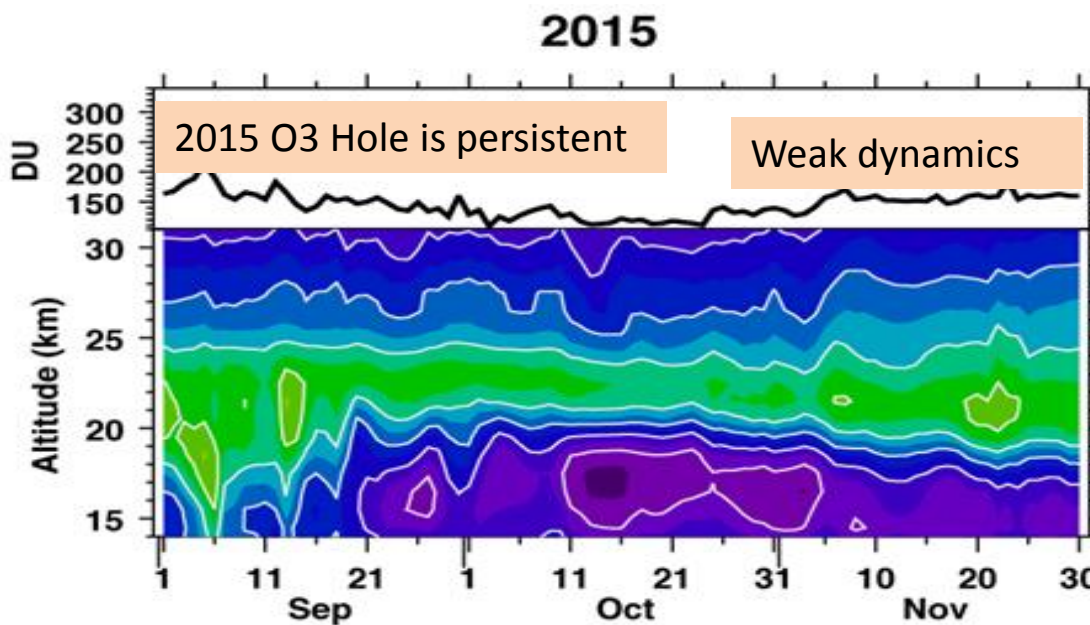 2015
DU
300
250
200
150
2015 O3 Hole is persistent
Weak dynamics
Altitude (km)
30
25
20
15
1 11 21 1 11 21 31 10 20 30
Sep Oct Nov